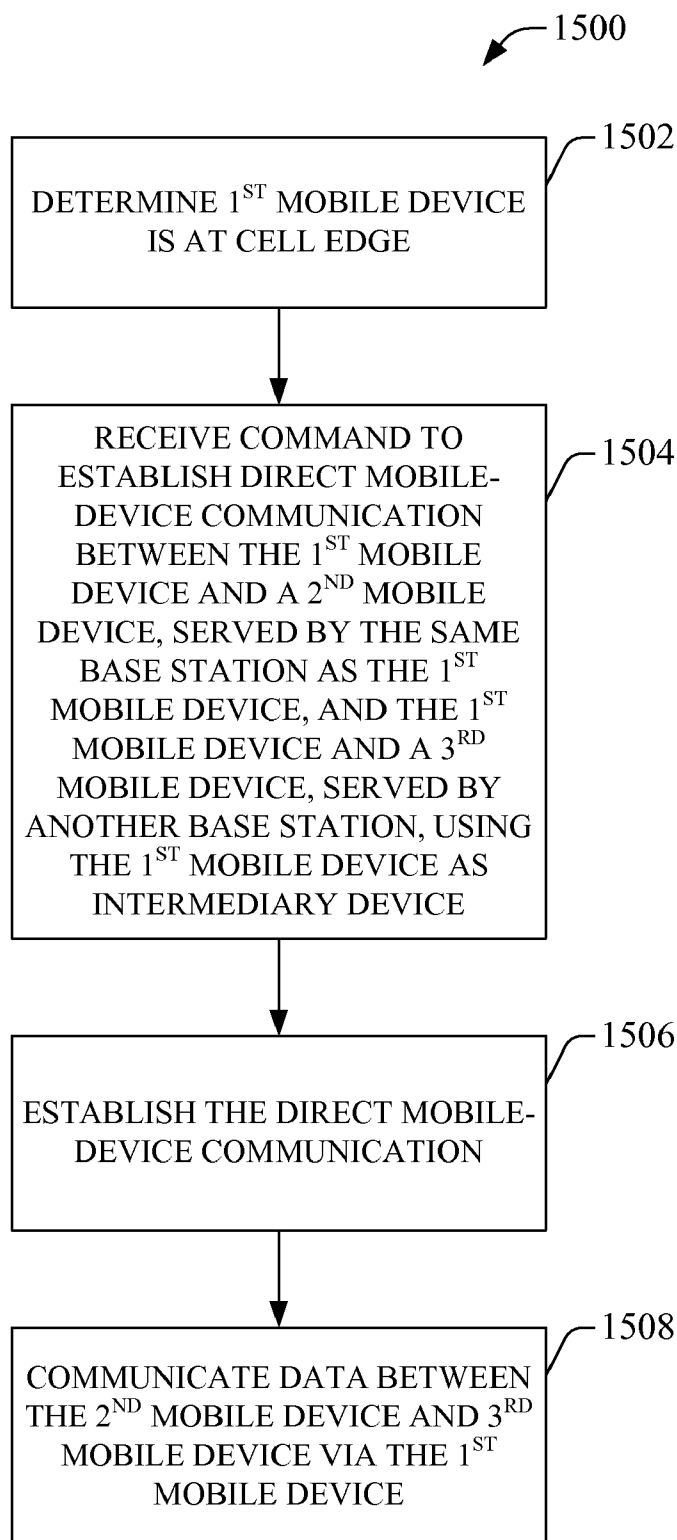 1500
1502
DETERMINE 1ST MOBILE DEVICE
IS AT CELL EDGE
1504
RECEIVE COMMAND TO
ESTABLISH DIRECT MOBILE-
DEVICE COMMUNICATION
BETWEEN THE 1ST MOBILE
DEVICE AND A 2ND MOBILE
DEVICE, SERVED BY THE SAME
BASE STATION AS THE 1ST
MOBILE DEVICE, AND THE 1ST
MOBILE DEVICE AND A 3RD
MOBILE DEVICE, SERVED BY
ANOTHER BASE STATION, USING
THE 1ST MOBILE DEVICE AS
INTERMEDIARY DEVICE
1506
ESTABLISH THE DIRECT MOBILE-
DEVICE COMMUNICATION
1508
COMMUNICATE DATA BETWEEN
THE 2ND MOBILE DEVICE AND 3RD
MOBILE DEVICE VIA THE 1ST
MOBILE DEVICE